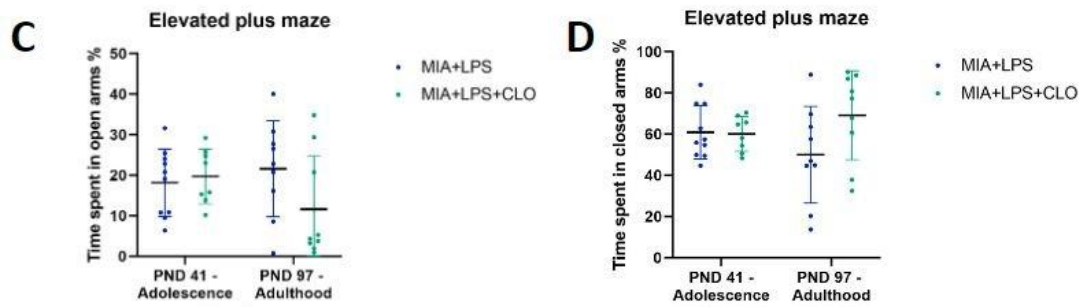 C
Elevated plus maze
Time spent in open arms %
50
40
30
20
10
0
PND 41 -
Adolescence
PND 97 -
Adulthood
MIA+LPS
MIA+LPS+CLO
D
Elevated plus maze
Time spent in closed arms %
100
80
60
40
20
0
PND 41 -
Adolescence
PND 97 -
Adulthood
MIA+LPS
MIA+LPS+CLO